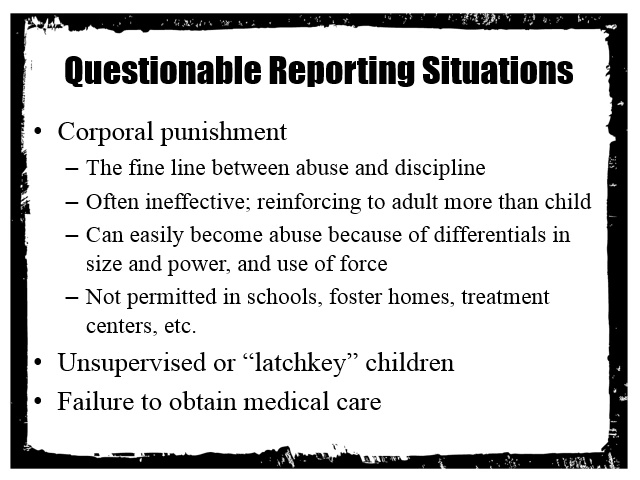 Questionable Reporting Situations
• Corporal punishment
– The fine line between abuse and discipline
– Often ineffective; reinforcing to adult more than child
– Can easily become abuse because of differentials in
size and power, and use of force
– Not permitted in schools, foster homes, treatment
centers, etc.
• Unsupervised or “latchkey” children
• Failure to obtain medical care